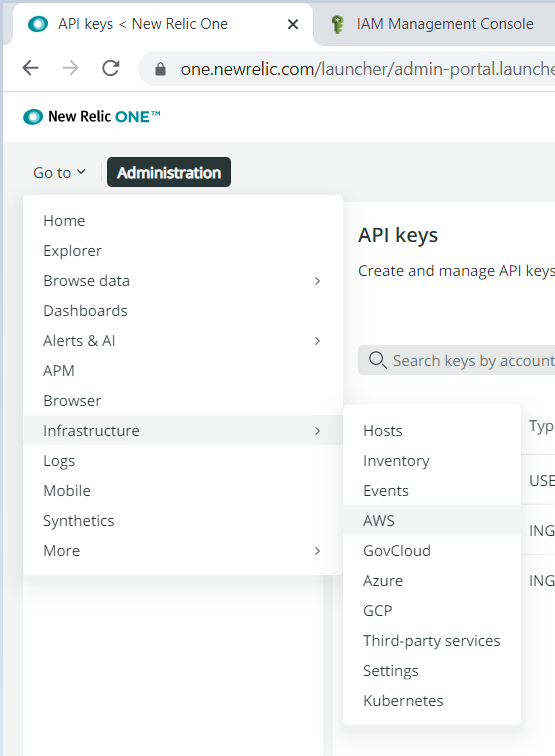 API keys < New Relic One
IAM Management Console
one.newrelic.com/launcher/admin-portal.launche
New Relic ONE™
Go to
Administration
Home
Explorer
Browse data
Dashboards
Alerts & AI
APM
Browser
Infrastructure
Logs
Mobile
Synthetics
More
API keys
Create and manage API keys
Search keys by account
Hosts
Inventory
Events
AWS
GovCloud
Azure
GCP
Third-party services
Settings
Kubernetes
Typ
USE
ING
ING